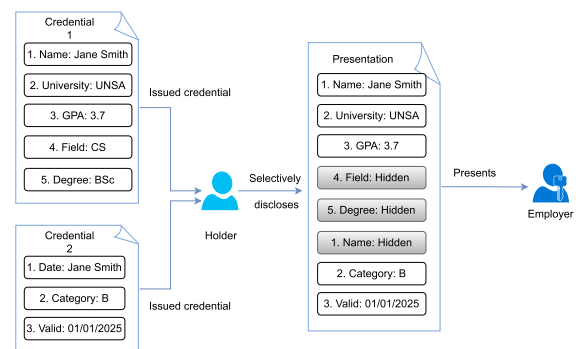 Credential
1
1. Name: Jane Smith
2. University: UNSA
3. GPA: 3.7
4. Field: CS
5. Degree: BSc
Credential
2
1. Date: Jane Smith
2. Category: B
3. Valid: 01/01/2025
Issued credential
Issued credential
Holder
Selectively
discloses
Presentation
1. Name: Jane Smith
2. University: UNSA
3. GPA: 3.7
4. Field: Hidden
5. Degree: Hidden
1. Name: Hidden
2. Category: B
3. Valid: 01/01/2025
Presents
Employer